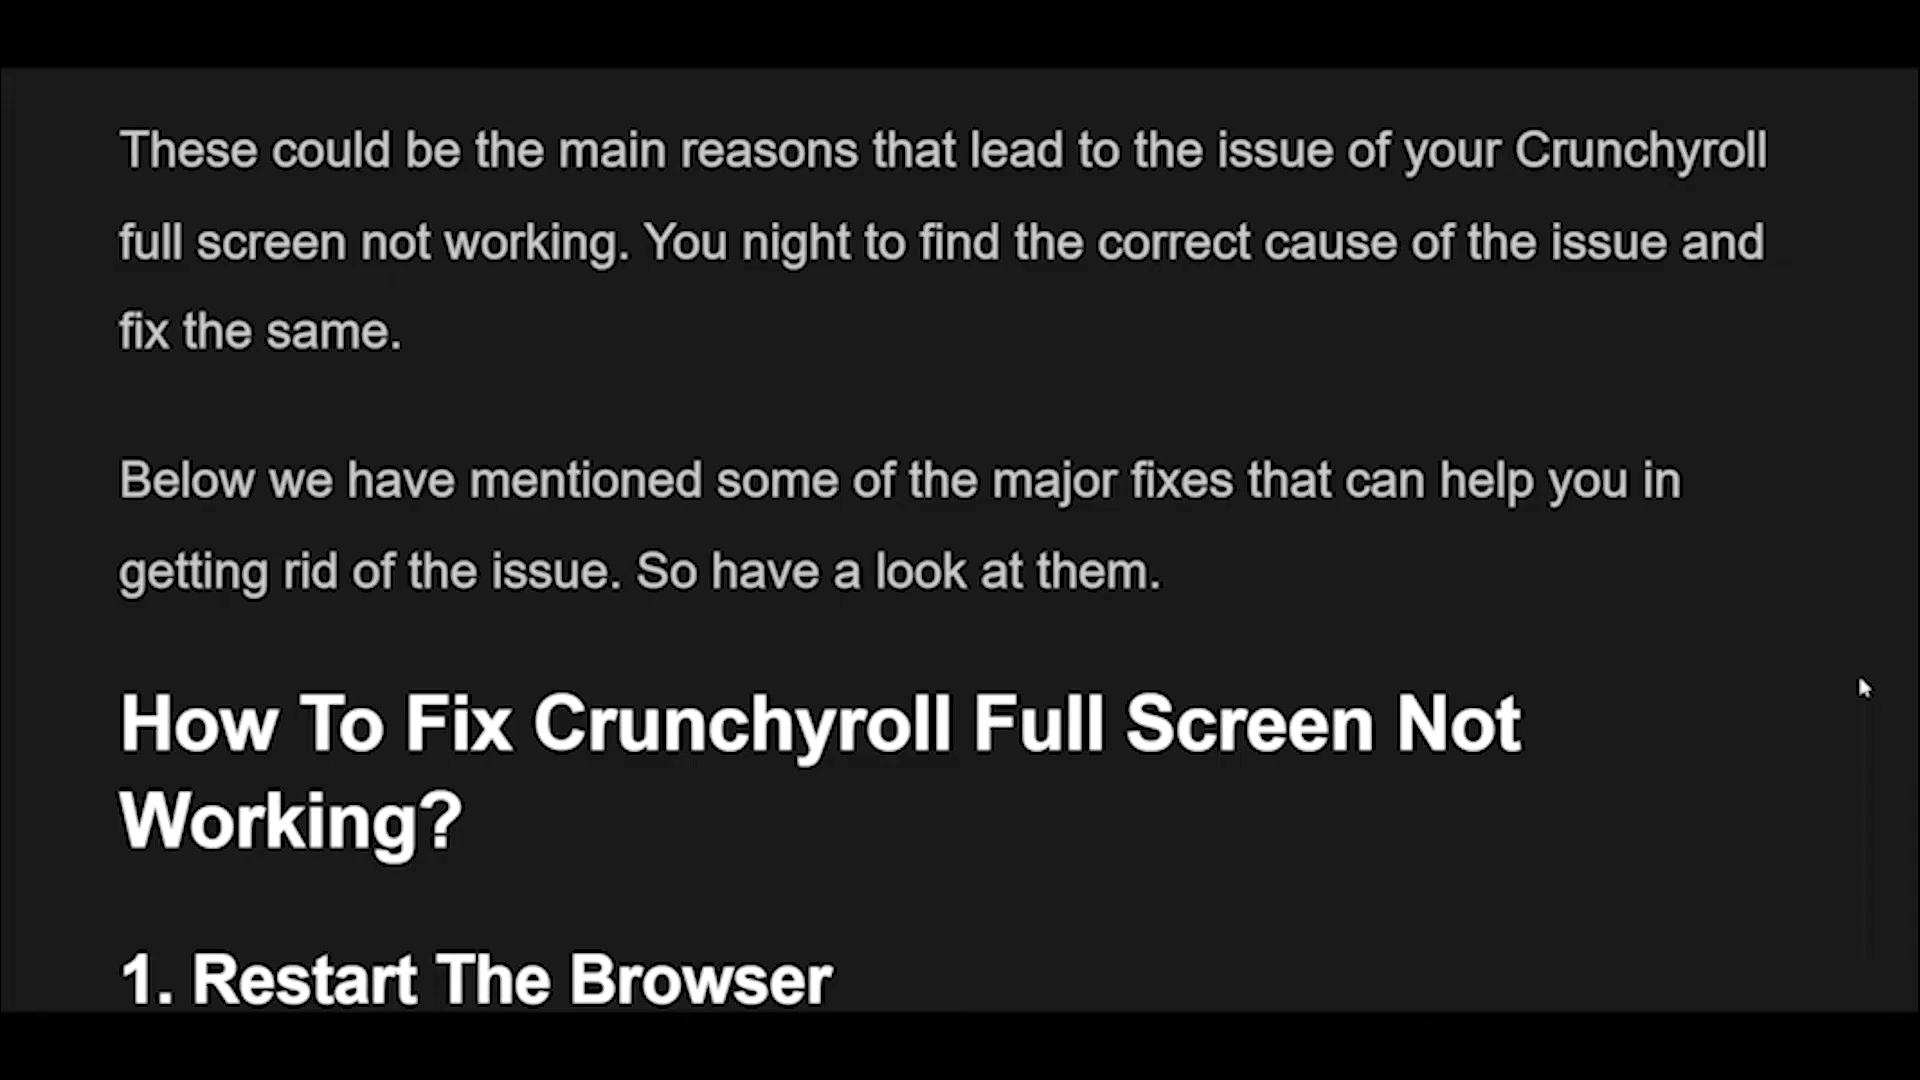 These could be the main reasons that lead to the issue of your Crunchyroll
full screen not working. You night to find the correct cause of the issue and
fix the same.
Below we have mentioned some of the major fixes that can help you in
getting rid of the issue. So have a look at them.
How To Fix Crunchyroll Full Screen Not
Working?
1. Restart The Browser